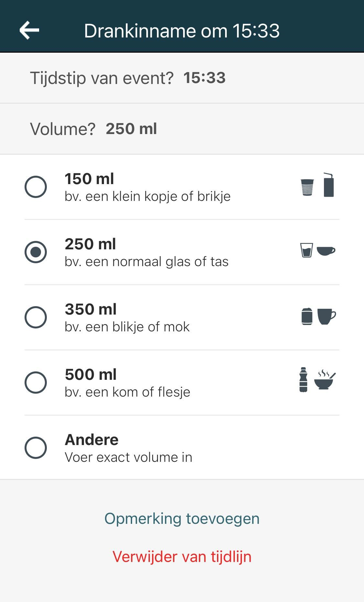 Drankinname om 15:33
Tijdstip van event? 15:33
Volume? 250 ml
150 ml
bv. een klein kopje of brikje
250 ml
bv. een normaal glas of tas
350 ml
bv. een blikje of mok
500 ml
bv. een kom of flesje
Andere
Voer exact volume in
Opmerking toevoegen
Verwijder van tijdlijn